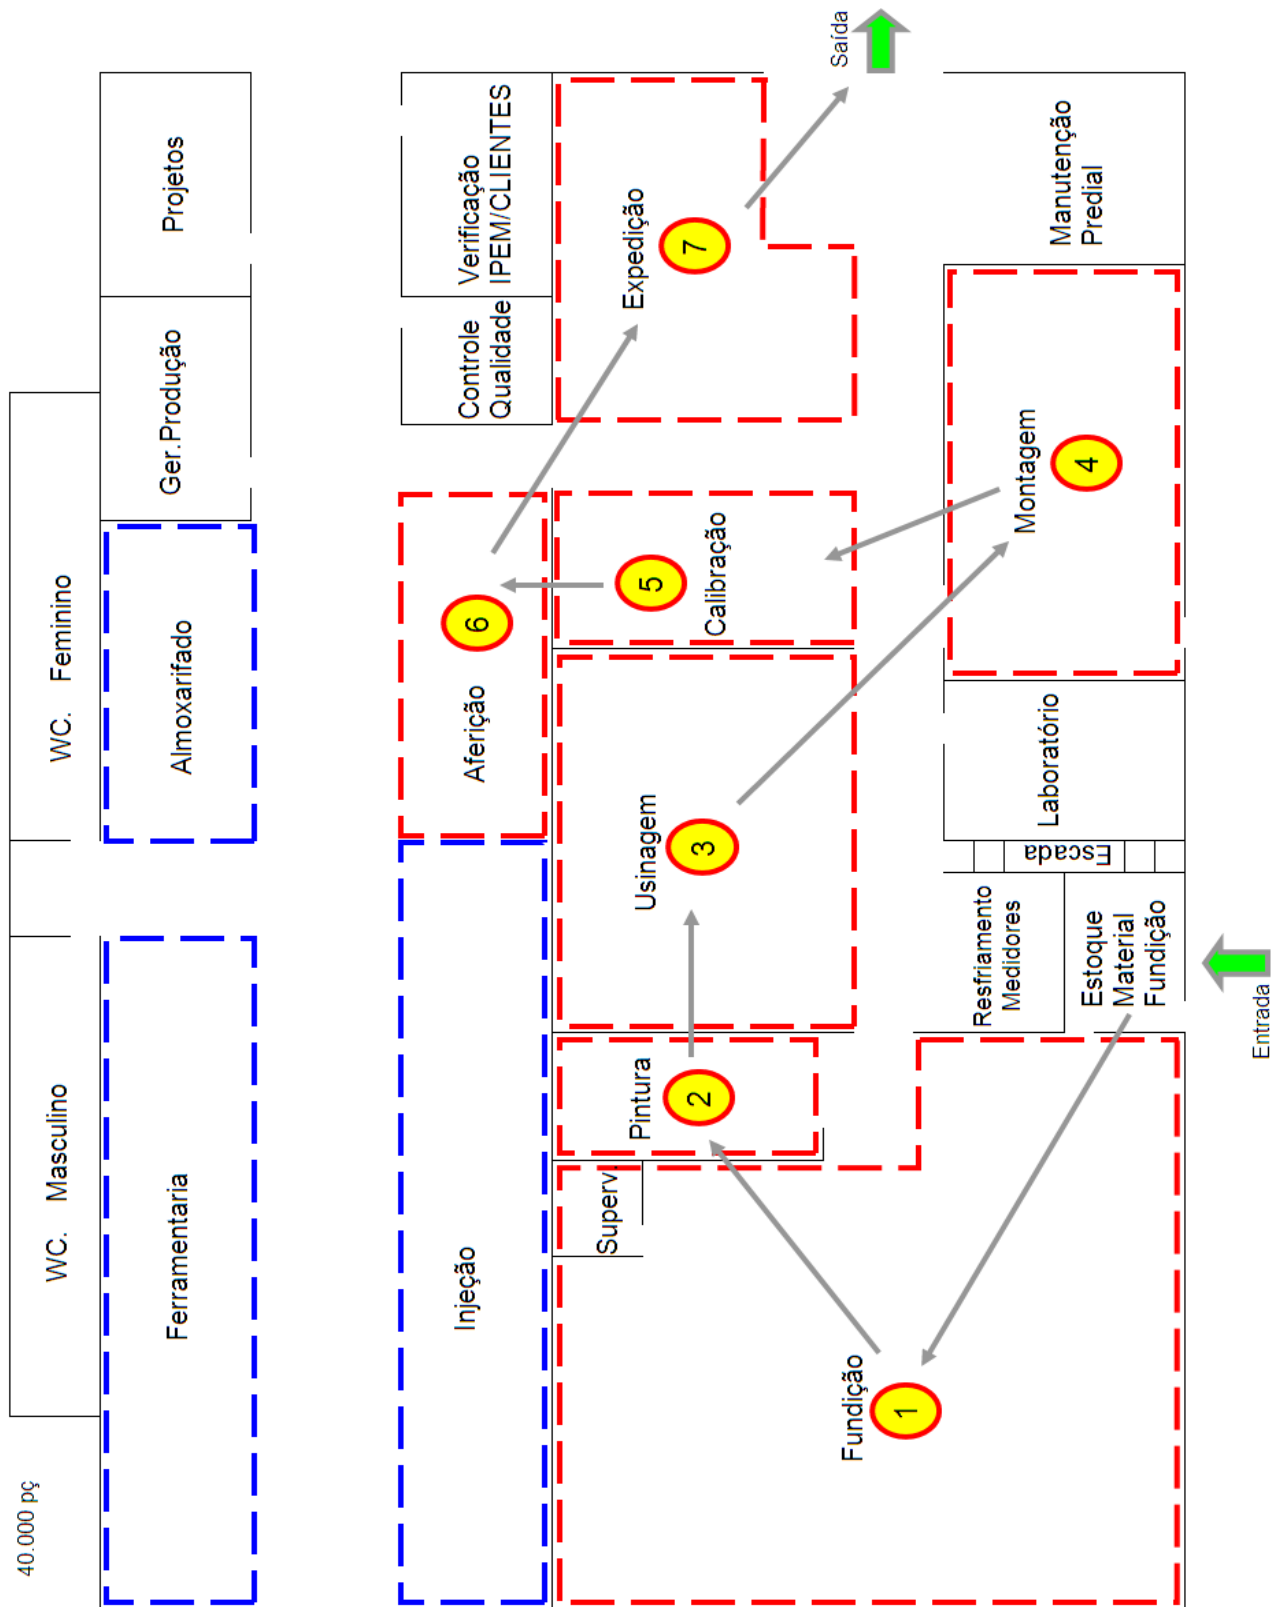 40.000 pç
WC. Masculino
WC. Feminino
Ferramentaria
Almoxarifado
Ger.Produção
Projetos
Injeção
Aferição
6
Controle
Qualidade
Verificação
IPEM/CLIENTES
Superv.
Pintura
2
Usinagem
3
5
Calibração
Expedição
7
Saída
Fundição
1
Resfriamento
Medidores
Estoque
Material
Fundição
Escada
Laboratório
Montagem
4
Manutenção
Predial
Entrada